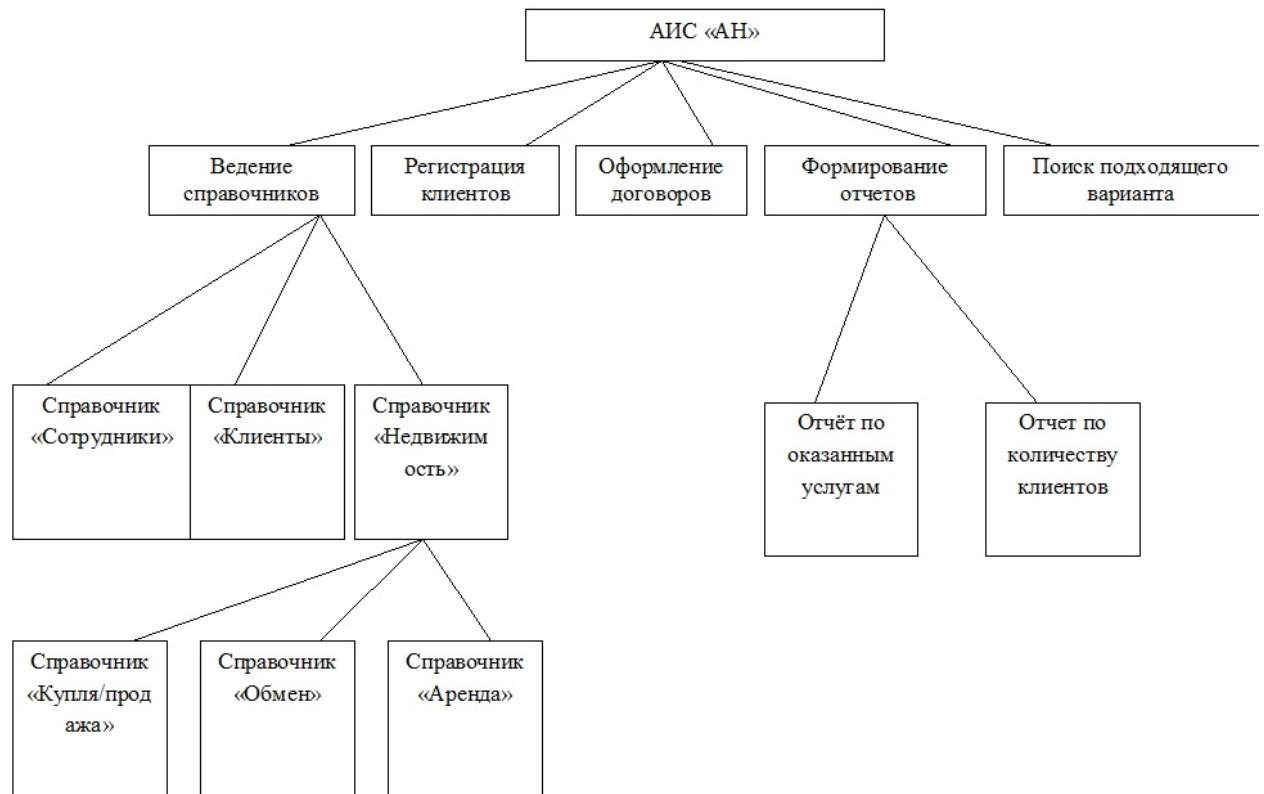 АИС «АН»
Ведение
справочников
Регистрация
клиентов
Оформление
договоров
Формирование
отчетов
Поиск подходящего
варианта
Справочник
«Сотрудники»
Справочник
«Клиенты»
Справочник
«Недвижим
ость»
Отчёт по
оказанным
услугам
Отчет по
количеству
клиентов
Справочник
«Купля/прод
ажа»
Справочник
«Обмен»
Справочник
«Аренда»